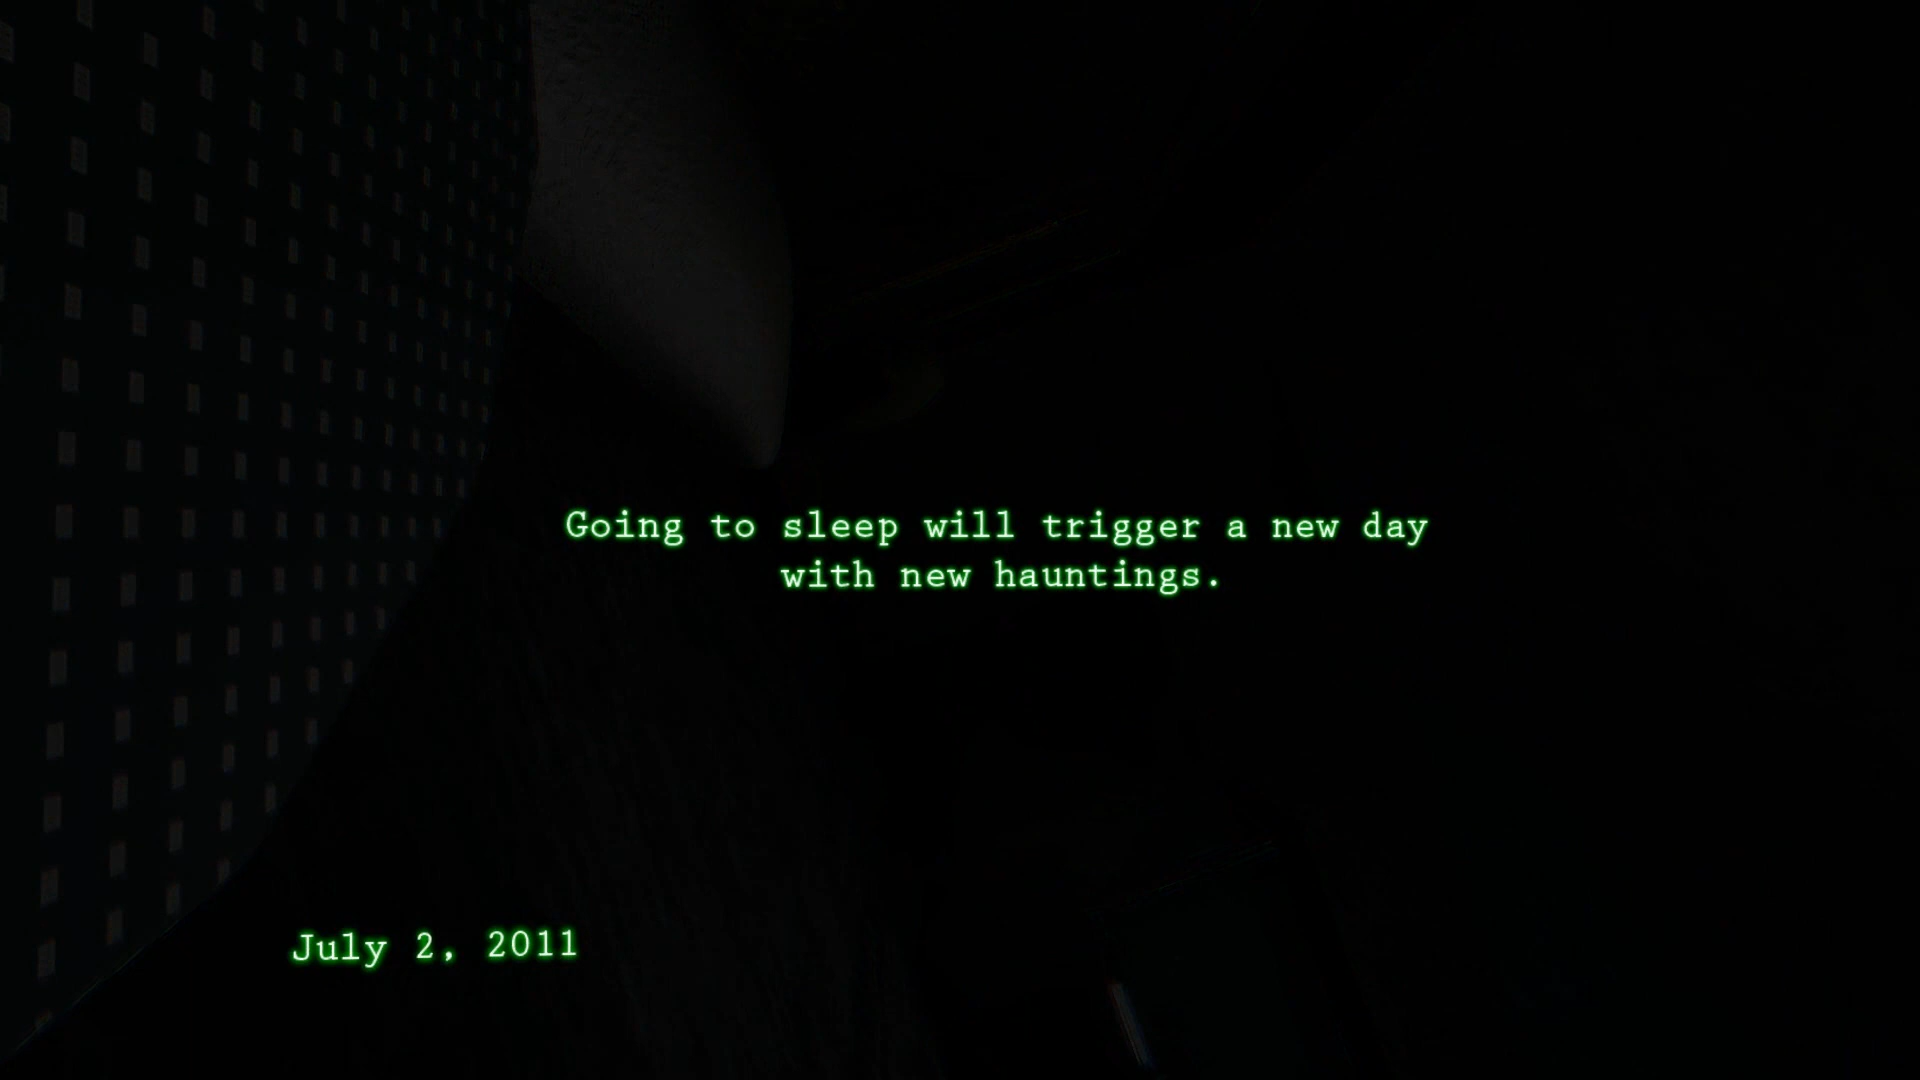 Going to sleep will trigger a new day
with new hauntings.
July 2, 2011